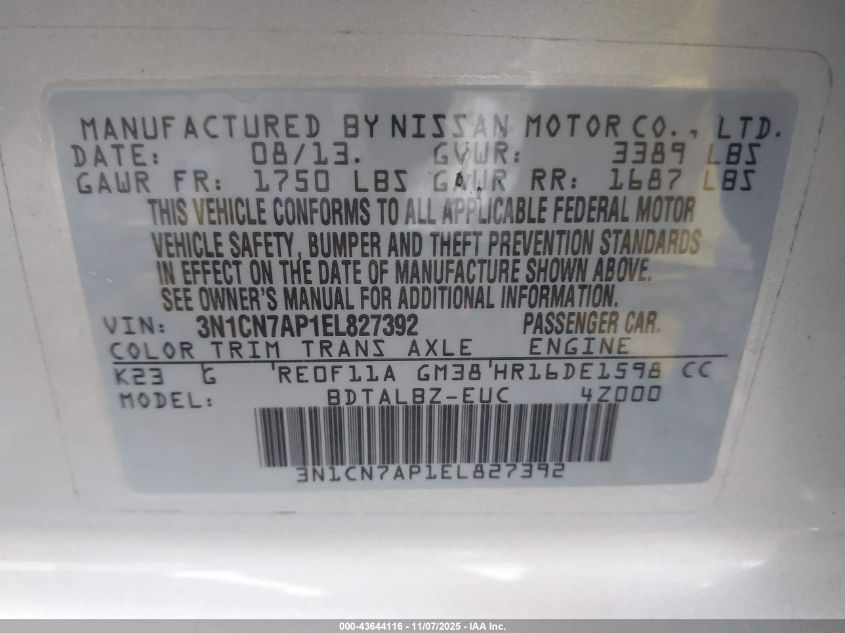 MANUFACTURED BY NISSAN MOTOR CO., LTD.
DATE: 08/13. GVWR: 3389 LBS
GAWR FR: 1750 LBS GAWR RR: 1687 LBS
THIS VEHICLE CONFORMS TO ALL APPLICABLE FEDERAL MOTOR
VEHICLE SAFETY, BUMPER AND THEFT PREVENTION STANDARDS
IN EFFECT ON THE DATE OF MANUFACTURE SHOWN ABOVE.
SEE OWNER'S MANUAL FOR ADDITIONAL INFORMATION.
VIN: 3N1CN7AP1EL827392 PASSENGER CAR.
COLOR TRIM TRANS AXLE ENGINE
K23 G RE0F11A GM38 HR16DE1598 CC
MODEL: BDTALBZ-EUC 4Z000
3N1CN7AP1EL827392
000-43644116 - 11/07/2025 - IAA Inc.